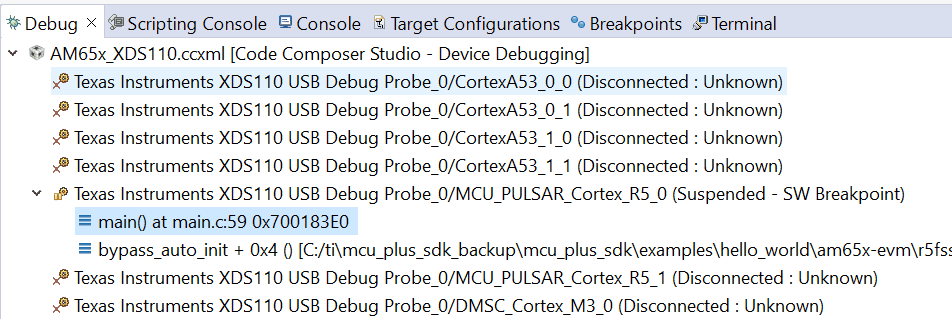 Debug Scripting Console Console Target Configurations Breakpoints Terminal
AM65x_XDS110.ccxml [Code Composer Studio - Device Debugging]
Texas Instruments XDS110 USB Debug Probe_0/CortexA53_0_0 (Disconnected : Unknown)
Texas Instruments XDS110 USB Debug Probe_0/CortexA53_0_1 (Disconnected : Unknown)
Texas Instruments XDS110 USB Debug Probe_0/CortexA53_1_0 (Disconnected : Unknown)
Texas Instruments XDS110 USB Debug Probe_0/CortexA53_1_1 (Disconnected : Unknown)
Texas Instruments XDS110 USB Debug Probe_0/MCU_PULSAR_Cortex_R5_0 (Suspended - SW Breakpoint)
main() at main.c:59 0x700183E0
bypass_auto_init + 0x4 () [C:/ti\mcu_plus_sdk_backup\mcu_plus_sdk\examples\hello_world\am65x-evm\r5fss
Texas Instruments XDS110 USB Debug Probe_0/MCU_PULSAR_Cortex_R5_1 (Disconnected : Unknown)
Texas Instruments XDS110 USB Debug Probe_0/DMSC_Cortex_M3_0 (Disconnected : Unknown)